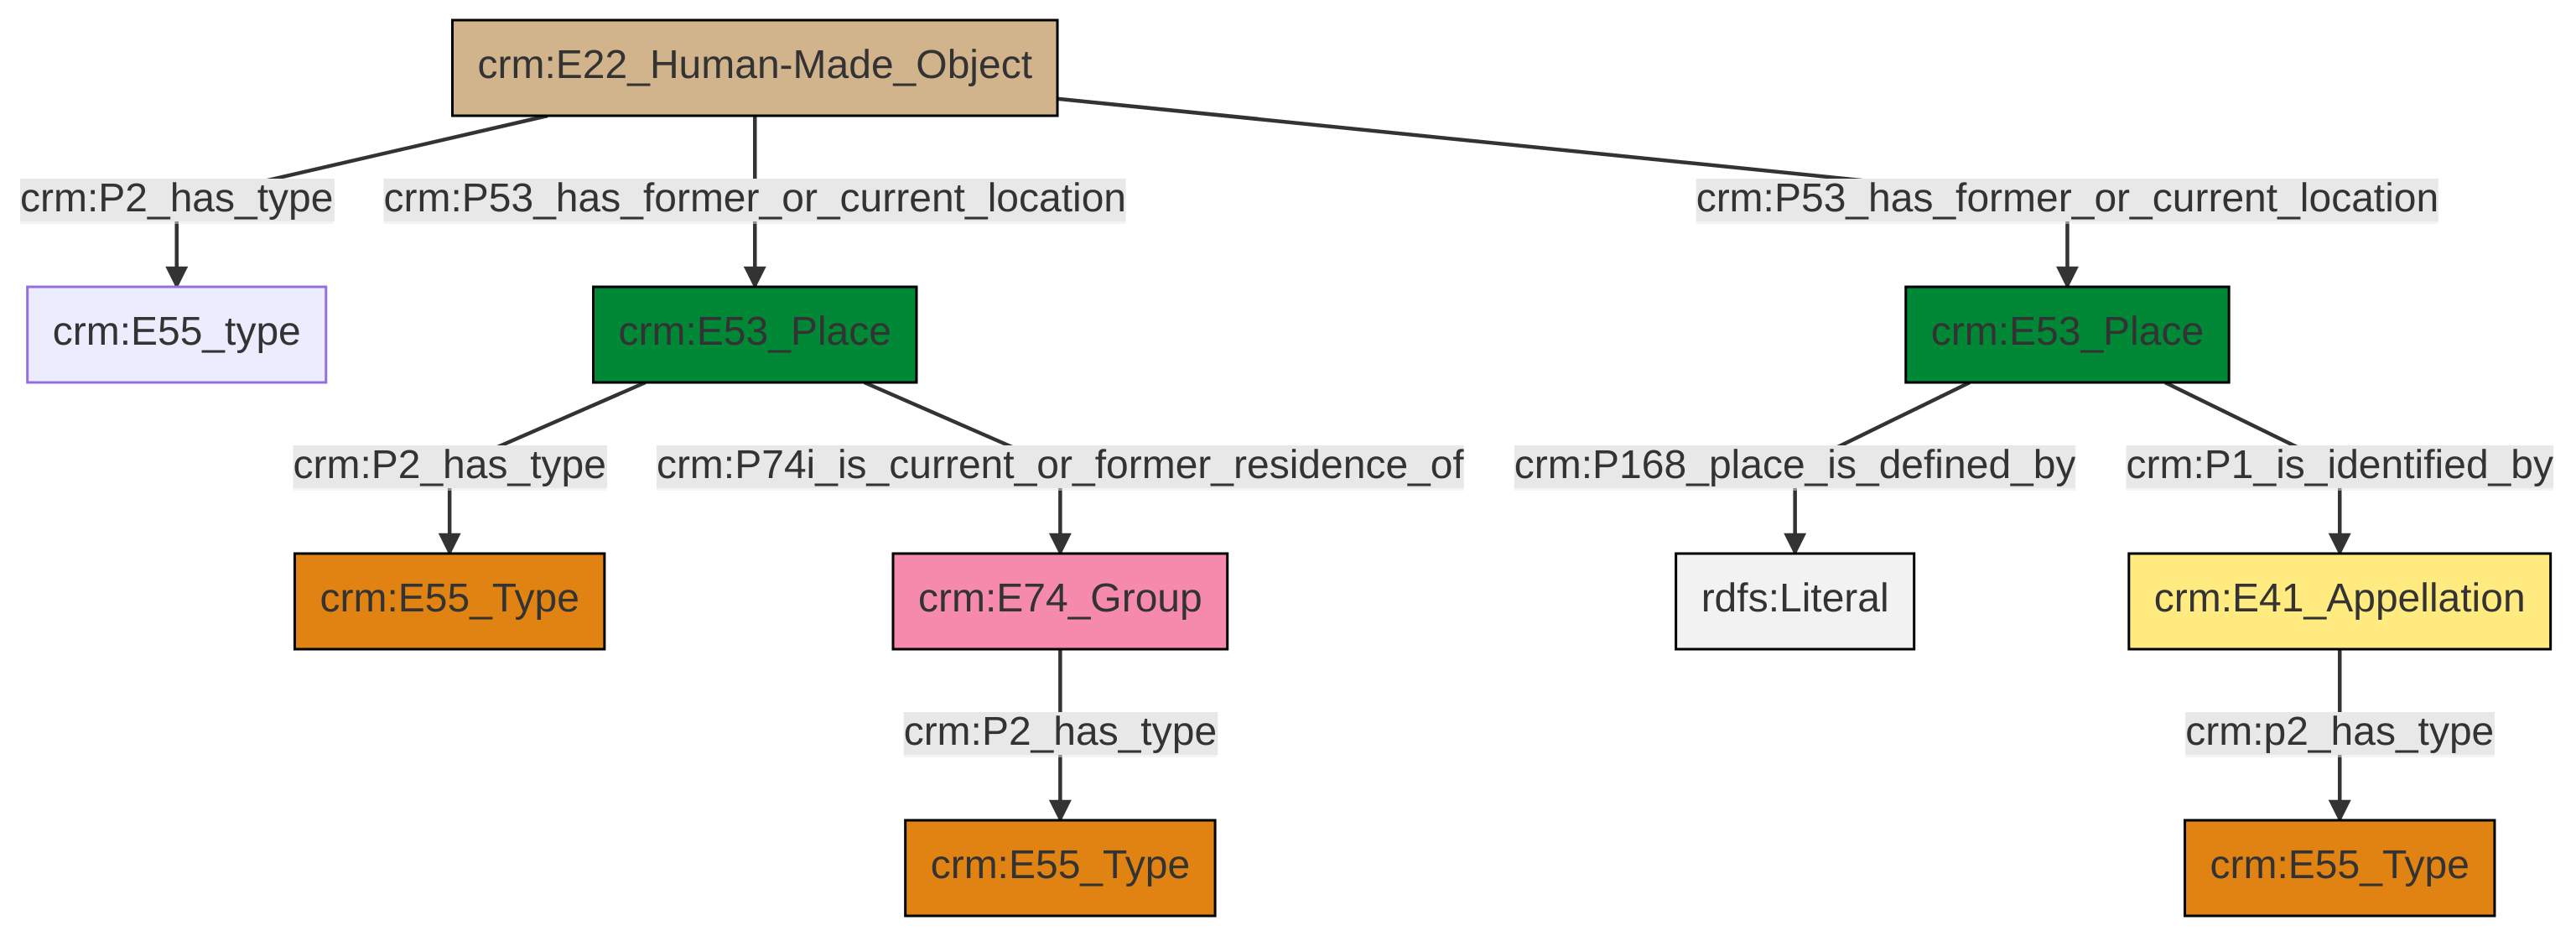 crm:E22_Human-Made_Object
crm:P2_has_type
crm:P53_has_former_or_current_location
crm:P53_has_former_or_current_location
crm:E55_type
crm:E53_Place
crm:E53_Place
crm:P2_has_type
crm:P74i_is_current_or_former_residence_of
crm:P168_place_is_defined_by
crm:P1_is_identified_by
crm:E55_Type
crm:E74_Group
rdfs:Literal
crm:E41_Appellation
crm:P2_has_type
crm:p2_has_type
crm:E55_Type
crm:E55_Type